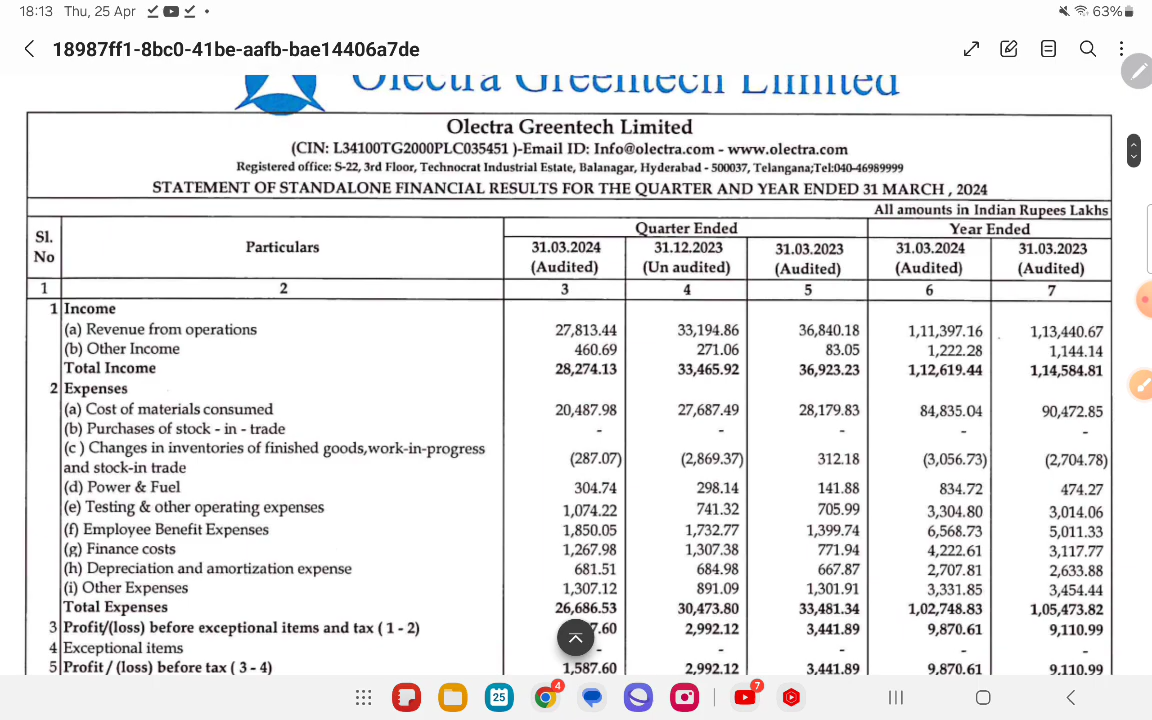 18:13 Thu, 25 Apr
63%
18987ff1-8bc0-41be-aafb-bae14406a7de
Olectra Greentech Limited
Olectra Greentech Limited
(CIN: L34100TG2000PLC035451 )-Email ID: Info@olectra.com - www.olectra.com
Registered office: S-22, 3rd Floor, Technocrat Industrial Estate, Balanagar, Hyderabad - 500037, Telangana;Tel:040-46989999
STATEMENT OF STANDALONE FINANCIAL RESULTS FOR THE QUARTER AND YEAR ENDED 31 MARCH , 2024
All amounts in Indian Rupees Lakhs
Sl. No Particulars Quarter Ended Year Ended
31.03.2024 (Audited) 31.12.2023 (Un audited) 31.03.2023 (Audited) 31.03.2024 (Audited) 31.03.2023 (Audited)
1 2 3 4 5 6 7
1 Income
(a) Revenue from operations 27,813.44 33,194.86 36,840.18 1,11,397.16 1,13,440.67
(b) Other Income 460.69 271.06 83.05 1,222.28 1,144.14
Total Income 28,274.13 33,465.92 36,923.23 1,12,619.44 1,14,584.81
2 Expenses
(a) Cost of materials consumed 20,487.98 27,687.49 28,179.83 84,835.04 90,472.85
(b) Purchases of stock - in - trade - - - - -
(c ) Changes in inventories of finished goods,work-in-progress
and stock-in trade (287.07) (2,869.37) 312.18 (3,056.73) (2,704.78)
(d) Power & Fuel 304.74 298.14 141.88 834.72 474.27
(e) Testing & other operating expenses 1,074.22 741.32 705.99 3,304.80 3,014.06
(f) Employee Benefit Expenses 1,850.05 1,732.77 1,399.74 6,568.73 5,011.33
(g) Finance costs 1,267.98 1,307.38 771.94 4,222.61 3,117.77
(h) Depreciation and amortization expense 681.51 684.98 667.87 2,707.81 2,633.88
(i) Other Expenses 1,307.12 891.09 1,301.91 3,331.85 3,454.44
Total Expenses 26,686.53 30,473.80 33,481.34 1,02,748.83 1,05,473.82
3 Profit/(loss) before exceptional items and tax ( 1 - 2) 7.60 2,992.12 3,441.89 9,870.61 9,110.99
4 Exceptional items - - - - -
5 Profit / (loss) before tax ( 3 - 4) 1,587.60 2,992.12 3,441.89 9,870.61 9,110.99
25
4
7